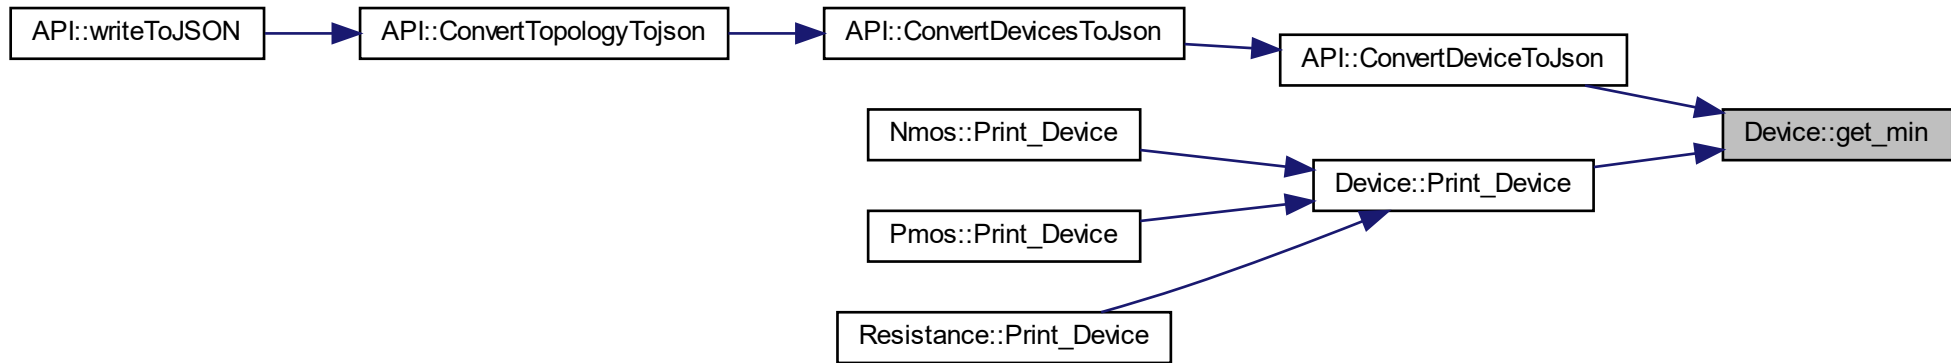 API::writeToJSON
API::ConvertTopologyTojson
API::ConvertDevicesToJson
API::ConvertDeviceToJson
Nmos::Print_Device
Device::get_min
Device::Print_Device
Pmos::Print_Device
Resistance::Print_Device